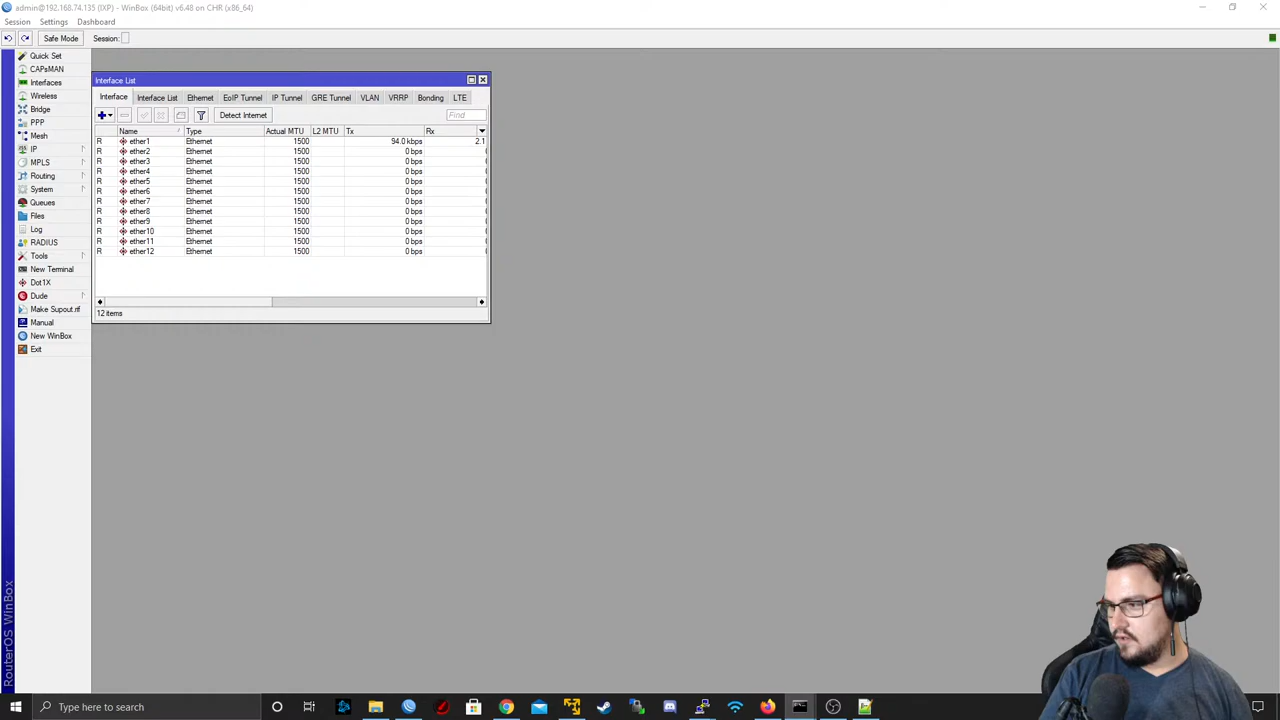 admin@192.168.74.135 (IXP) - WinBox (64bit) v6.48 on CHR (x86_64)
Session Settings Dashboard
Safe Mode Session:
Quick Set
CAPsMAN
Interfaces
Wireless
Bridge
PPP
Mesh
IP
MPLS
Routing
System
Queues
Files
Log
RADIUS
Tools
New Terminal
Dot1X
Dude
Make Supout.rif
Manual
New WinBox
Exit
RouterOS WinBox
Interface List
Interface Interface List Ethernet EoIP Tunnel IP Tunnel GRE Tunnel VLAN VRRP Bonding LTE
Detect Internet Find
Name Type Actual MTU L2 MTU Tx Rx
R ether1 Ethernet 1500 94.0 kbps 2.1
R ether2 Ethernet 1500 0 bps
R ether3 Ethernet 1500 0 bps
R ether4 Ethernet 1500 0 bps
R ether5 Ethernet 1500 0 bps
R ether6 Ethernet 1500 0 bps
R ether7 Ethernet 1500 0 bps
R ether8 Ethernet 1500 0 bps
R ether9 Ethernet 1500 0 bps
R ether10 Ethernet 1500 0 bps
R ether11 Ethernet 1500 0 bps
R ether12 Ethernet 1500 0 bps
12 items
Type here to search